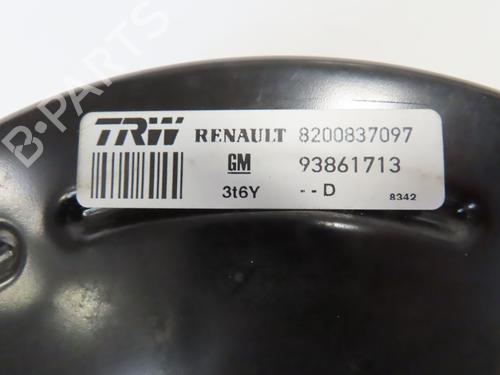 B-PARTS
TRW RENAULT 8200837097
GM 93861713
3t6Y -- D 8342